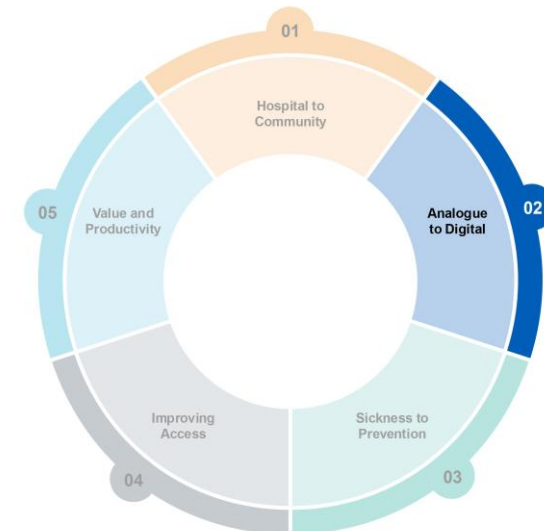 01
Hospital to
Community
02
Analogue
to Digital
03
Sickness to
Prevention
04
Improving
Access
05
Value and
Productivity